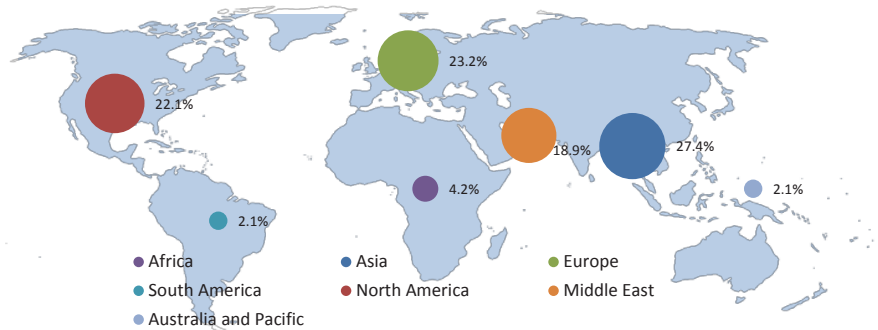 23.2%
22.1%
18.9%
27.4%
4.2%
2.1%
2.1%
Africa
Asia
Europe
South America
North America
Middle East
Australia and Pacific